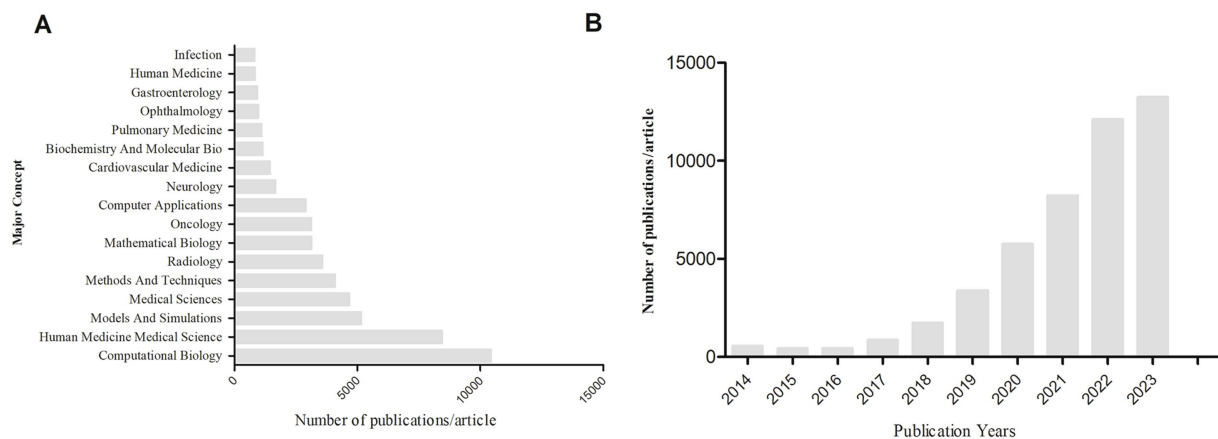 A
Major Concept
Infection
Human Medicine
Gastroenterology
Ophthalmology
Pulmonary Medicine
Biochemistry And Molecular Bio
Cardiovascular Medicine
Neurology
Computer Applications
Oncology
Mathematical Biology
Radiology
Methods And Techniques
Medical Sciences
Models And Simulations
Human Medicine Medical Science
Computational Biology
0 5000 10000 15000
Number of publications/article
B
Number of publications/article
15000
10000
5000
0
2014 2015 2016 2017 2018 2019 2020 2021 2022 2023
Publication Years